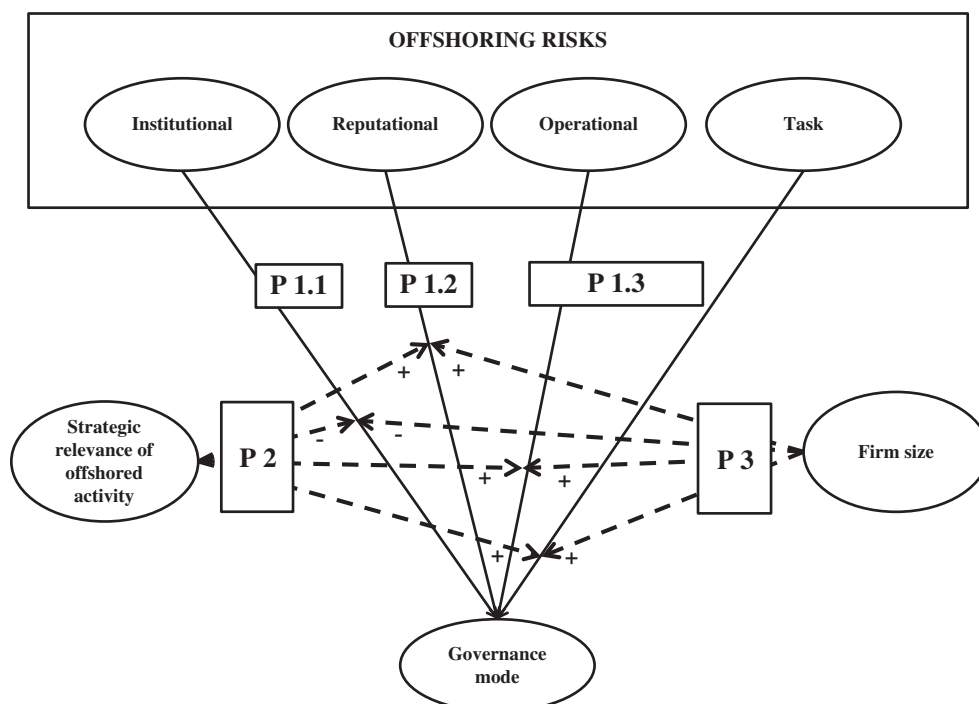 OFFSHORING RISKS
Institutional
Reputational
Operational
Task
P 1.1
P 1.2
P 1.3
+
+
Strategic
relevance of
offshored
activity
P 2
-
-
P 3
Firm size
+
+
+
+
Governance
mode